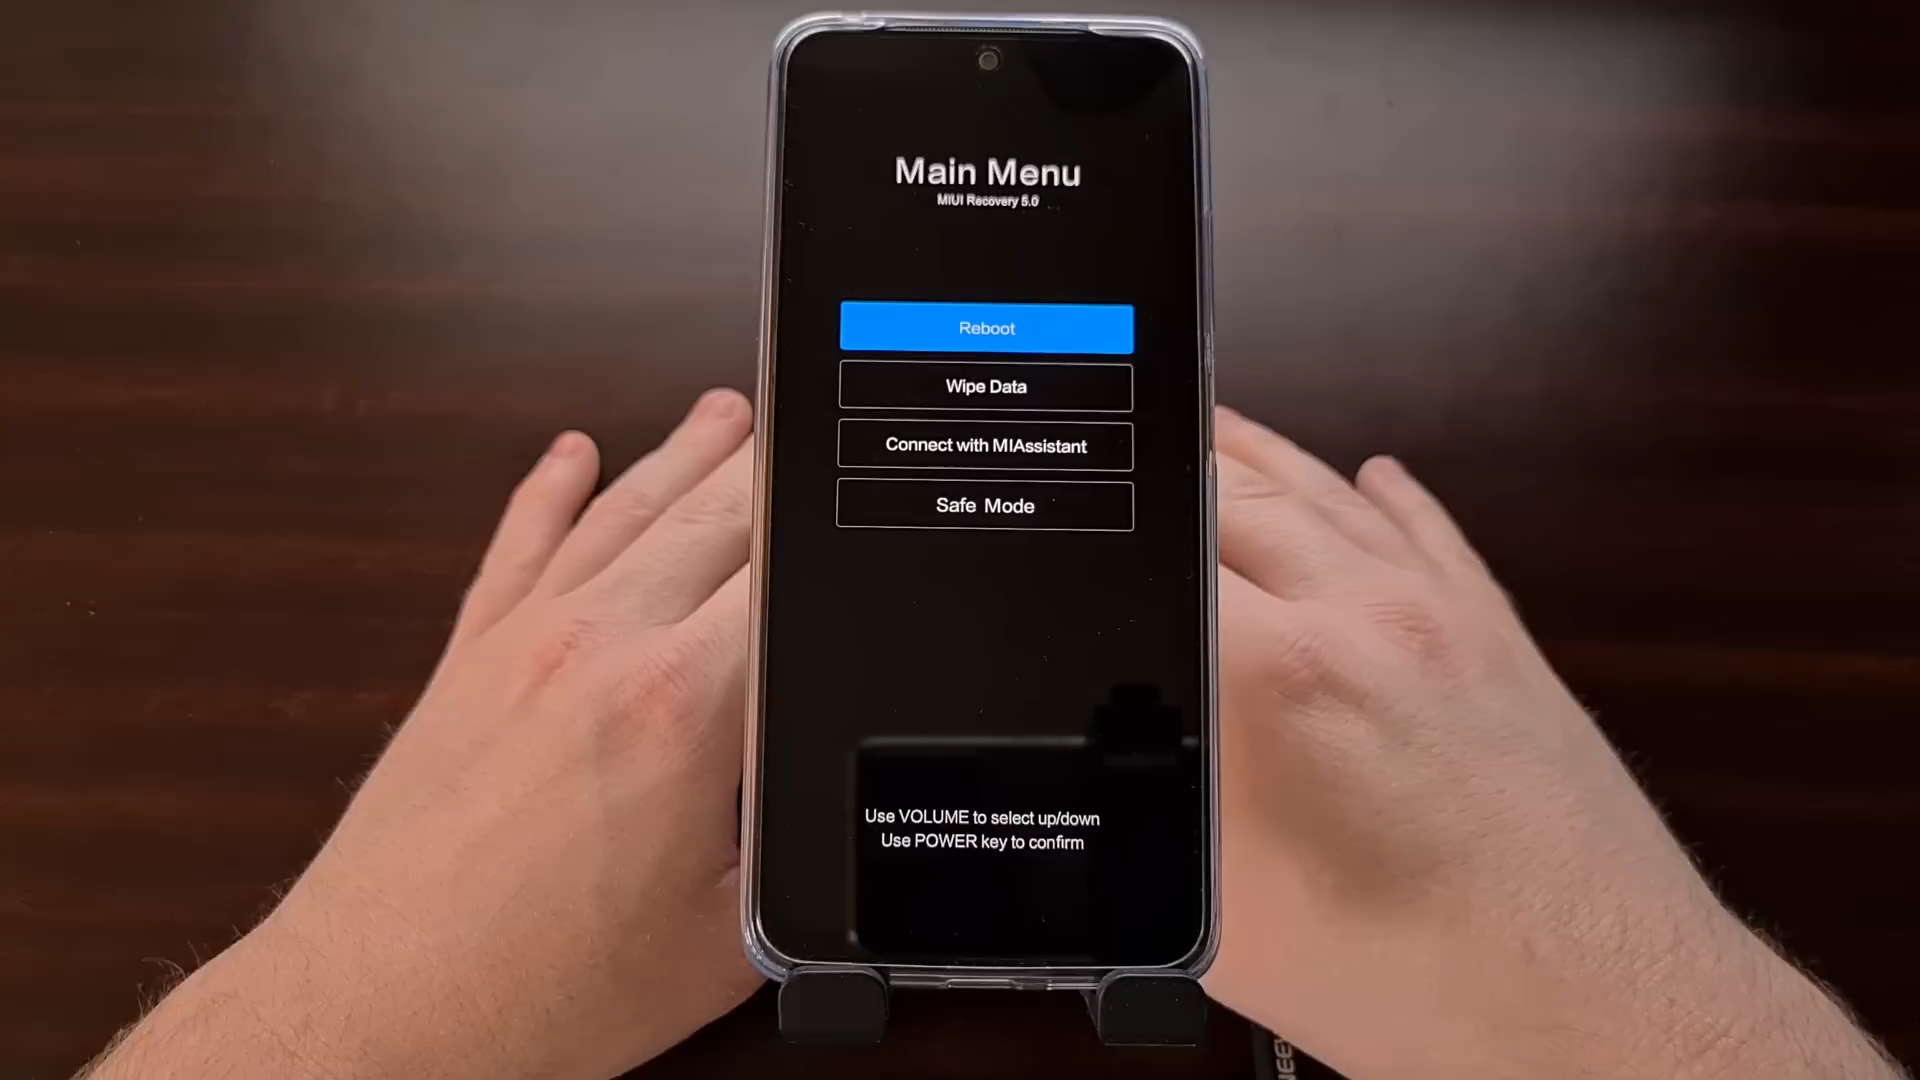 Main Menu
MIUI Recovery 5.0
Reboot
Wipe Data
Connect with MIAssistant
Safe Mode
Use VOLUME to select up/down
Use POWER key to confirm